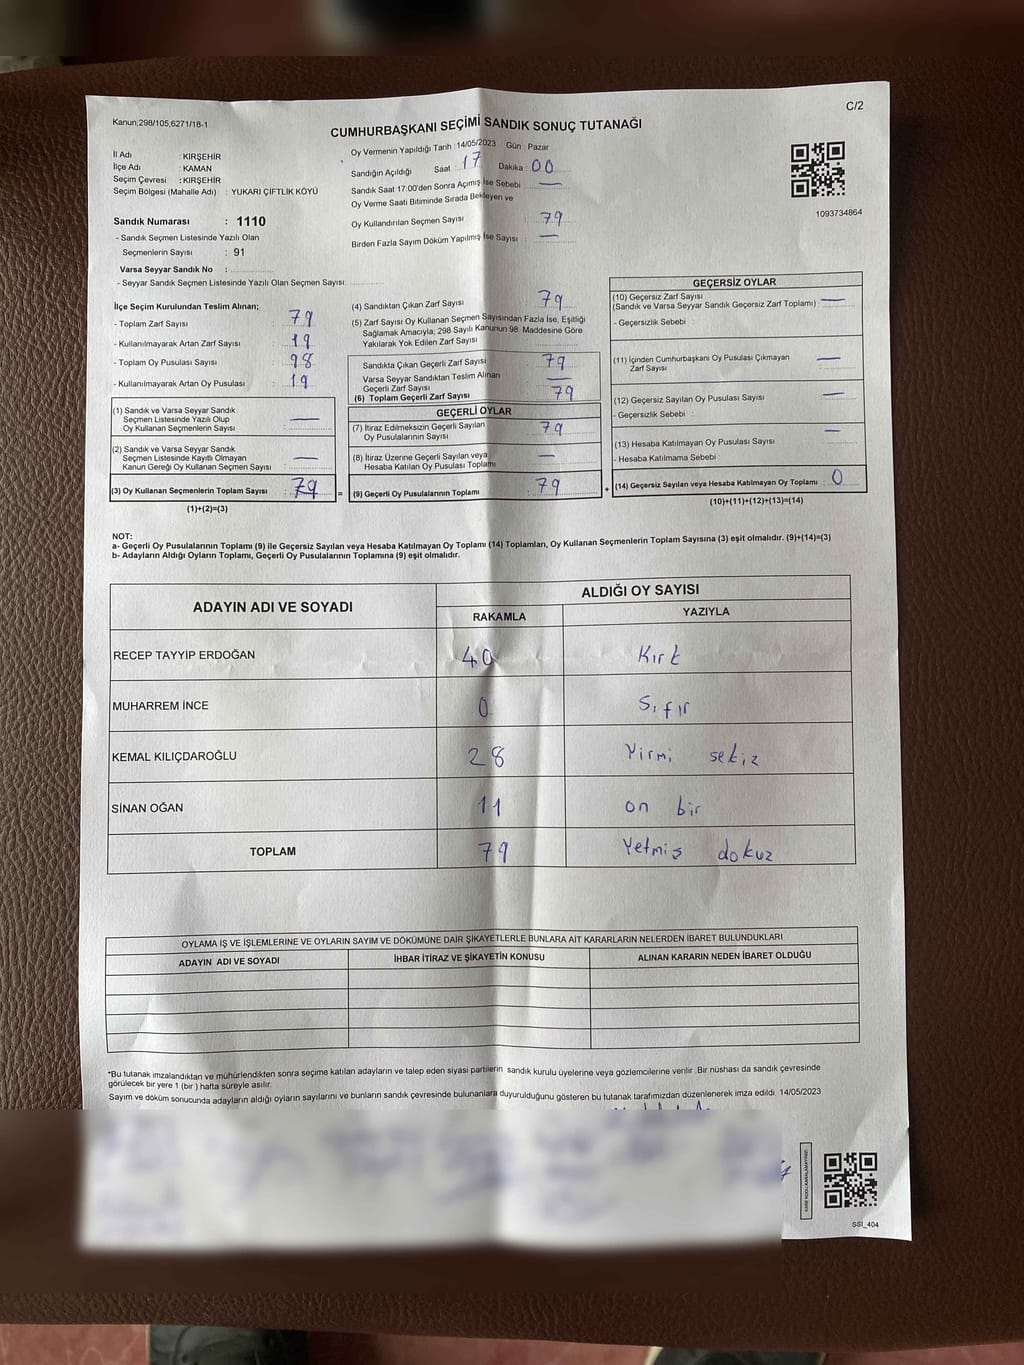 C/2
Kanun;298/105,6271/18-1
CUMHURBAŞKANI SEÇİMİ SANDIK SONUÇ TUTANAĞI
İl Adı : KIRŞEHİR
İlçe Adı : KAMAN
Seçim Çevresi : KIRŞEHİR
Seçim Bölgesi (Mahalle Adı) : YUKARI ÇİFTLİK KÖYÜ
Sandık Numarası : 1110
- Sandık Seçmen Listesinde Yazılı Olan
Seçmenlerin Sayısı : 91
Varsa Seyyar Sandık No :
- Seyyar Sandık Seçmen Listesinde Yazılı Olan Seçmen Sayısı:
Oy Vermenin Yapıldığı Tarih : 14/05/2023 Gün Pazar
Sandığın Açıldığı Saat : 17 Dakika : 00
Sandık Saat 17:00'den Sonra Açımış İse Sebebi : —
Oy Verme Saati Bitiminde Sırada Bekleyen ve
Oy Kullandırılan Seçmen Sayısı : 79
Birden Fazla Sayım Döküm Yapılmış İse Sayısı : —
1093734864
İlçe Seçim Kurulundan Teslim Alınan;
- Toplam Zarf Sayısı : 79
- Kullanılmayarak Artan Zarf Sayısı : 19
- Toplam Oy Pusulası Sayısı : 98
- Kullanılmayarak Artan Oy Pusulası : 19
(1) Sandık ve Varsa Seyyar Sandık
Seçmen Listesinde Yazılı Olup
Oy Kullanan Seçmenlerin Sayısı : —
(2) Sandık ve Varsa Seyyar Sandık
Seçmen Listesinde Kayıtlı Olmayan
Kanun Gereği Oy Kullanan Seçmen Sayısı : —
(3) Oy Kullanan Seçmenlerin Toplam Sayısı : 79 =
(1)+(2)=(3)
(4) Sandıktan Çıkan Zarf Sayısı : 79
(5) Zarf Sayısı Oy Kullanan Seçmen Sayısından Fazla İse, Eşitliği
Sağlamak Amacıyla; 298 Sayılı Kanunun 98. Maddesine Göre
Yakılarak Yok Edilen Zarf Sayısı
Sandıkta Çıkan Geçerli Zarf Sayısı : 79
Varsa Seyyar Sandıktan Teslim Alınan
Geçerli Zarf Sayısı : —
(6) Toplam Geçerli Zarf Sayısı : 79
GEÇERLİ OYLAR
(7) İtiraz Edilmeksizin Geçerli Sayılan
Oy Pusulalarının Sayısı : 79
(8) İtiraz Üzerine Geçerli Sayılan veya
Hesaba Katılan Oy Pusulası Toplamı : —
(9) Geçerli Oy Pusulalarının Toplamı : 79 +
GEÇERSİZ OYLAR
(10) Geçersiz Zarf Sayısı
(Sandık ve Varsa Seyyar Sandık Geçersiz Zarf Toplamı) : —
- Geçersizlik Sebebi :
(11) İçinden Cumhurbaşkanı Oy Pusulası Çıkmayan
Zarf Sayısı : —
(12) Geçersiz Sayılan Oy Pusulası Sayısı : —
- Geçersizlik Sebebi :
(13) Hesaba Katılmayan Oy Pusulası Sayısı : —
- Hesaba Katılmama Sebebi :
(14) Geçersiz Sayılan veya Hesaba Katılmayan Oy Toplamı : 0
(10)+(11)+(12)+(13)=(14)
NOT:
a- Geçerli Oy Pusulalarının Toplamı (9) ile Geçersiz Sayılan veya Hesaba Katılmayan Oy Toplamı (14) Toplamları, Oy Kullanan Seçmenlerin Toplam Sayısına (3) eşit olmalıdır. (9)+(14)=(3)
b- Adayların Aldığı Oyların Toplamı, Geçerli Oy Pusulalarının Toplamına (9) eşit olmalıdır.
ADAYIN ADI VE SOYADI ALDIĞI OY SAYISI
RAKAMLA YAZIYLA
RECEP TAYYİP ERDOĞAN 40 Kırk
MUHARREM İNCE 0 Sıfır
KEMAL KILIÇDAROĞLU 28 Yirmi sekiz
SİNAN OĞAN 11 on bir
TOPLAM 79 Yetmiş dokuz
OYLAMA İŞ VE İŞLEMLERİNE VE OYLARIN SAYIM VE DÖKÜMÜNE DAİR ŞİKAYETLERLE BUNLARA AİT KARARLARIN NELERDEN İBARET BULUNDUKLARI
ADAYIN ADI VE SOYADI İHBAR İTİRAZ VE ŞİKAYETİN KONUSU ALINAN KARARIN NEDEN İBARET OLDUĞU
*Bu tutanak imzalandıktan ve mühürlendikten sonra seçime katılan adayların ve talep eden siyasi partilerin sandık kurulu üyelerine veya gözlemcilerine verilir. Bir nüshası da sandık çevresinde
görülecek bir yere 1 (bir) hafta süreyle asılır.
Sayım ve döküm sonucunda adayların aldığı oyların sayılarını ve bunların sandık çevresinde bulunanlara duyurulduğunu gösteren bu tutanak tarafımızdan düzenlenerek imza edildi. 14/05/2023
SSİ_404